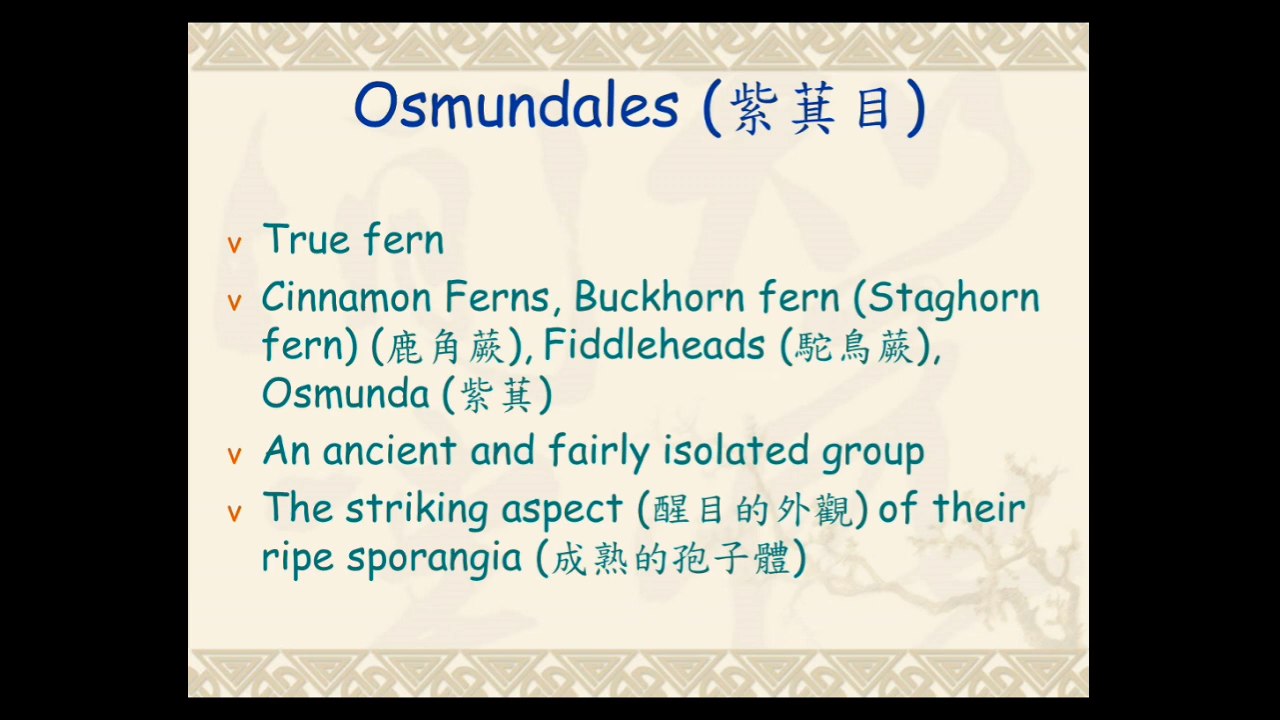 Osmundales (紫萁目)
v True fern
v Cinnamon Ferns, Buckhorn fern (Staghorn
fern) (鹿角蕨), Fiddleheads (駝鳥蕨),
Osmunda (紫萁)
v An ancient and fairly isolated group
v The striking aspect (醒目的外觀) of their
ripe sporangia (成熟的孢子體)